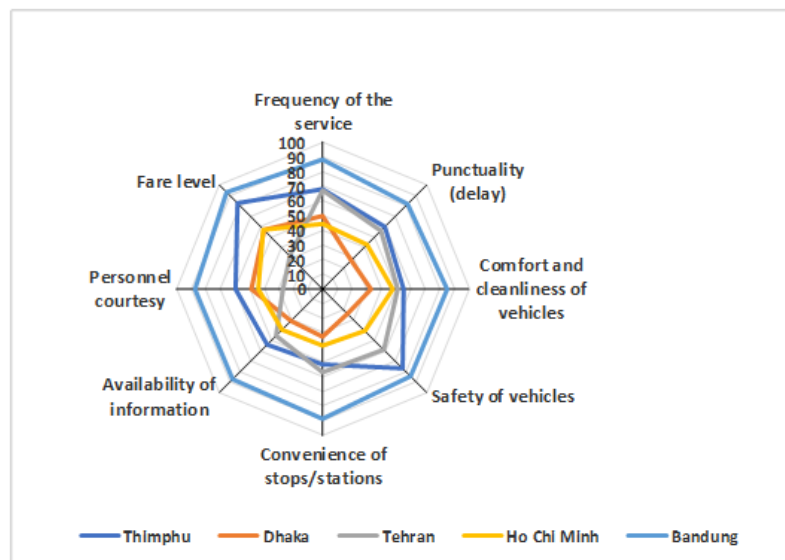 Frequency of the
service
100
90
80
70
60
50
40
30
20
10
0
Punctuality
(delay)
Comfort and
cleanliness of
vehicles
Safety of vehicles
Convenience of
stops/stations
Availability of
information
Personnel
courtesy
Fare level
Thimphu Dhaka Tehran Ho Chi Minh Bandung